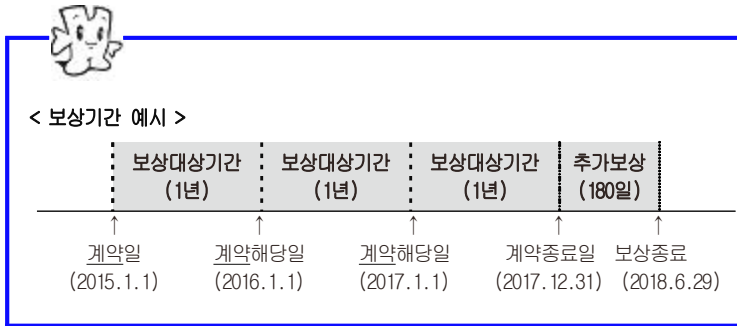 < 보상기간 예시 >
보상대상기간 보상대상기간 보상대상기간 추가보상
(1년) (1년) (1년) (180일)
↑ ↑ ↑ ↑ ↑
계약일 계약해당일 계약해당일 계약종료일 보상종료
(2015.1.1) (2016.1.1) (2017.1.1) (2017.12.31) (2018.6.29)